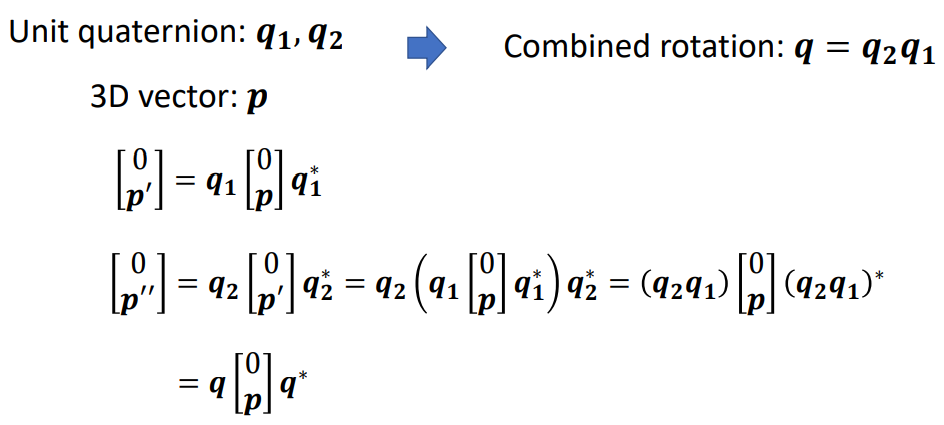 Unit quaternion: q₁, q₂
Combined rotation: q = q₂q₁
3D vector: p
[0 p′] = q₁ [0 p] q₁*
[0 p′′] = q₂ [0 p′] q₂* = q₂ (q₁ [0 p] q₁*) q₂* = (q₂q₁) [0 p] (q₂q₁)*
= q [0 p] q*